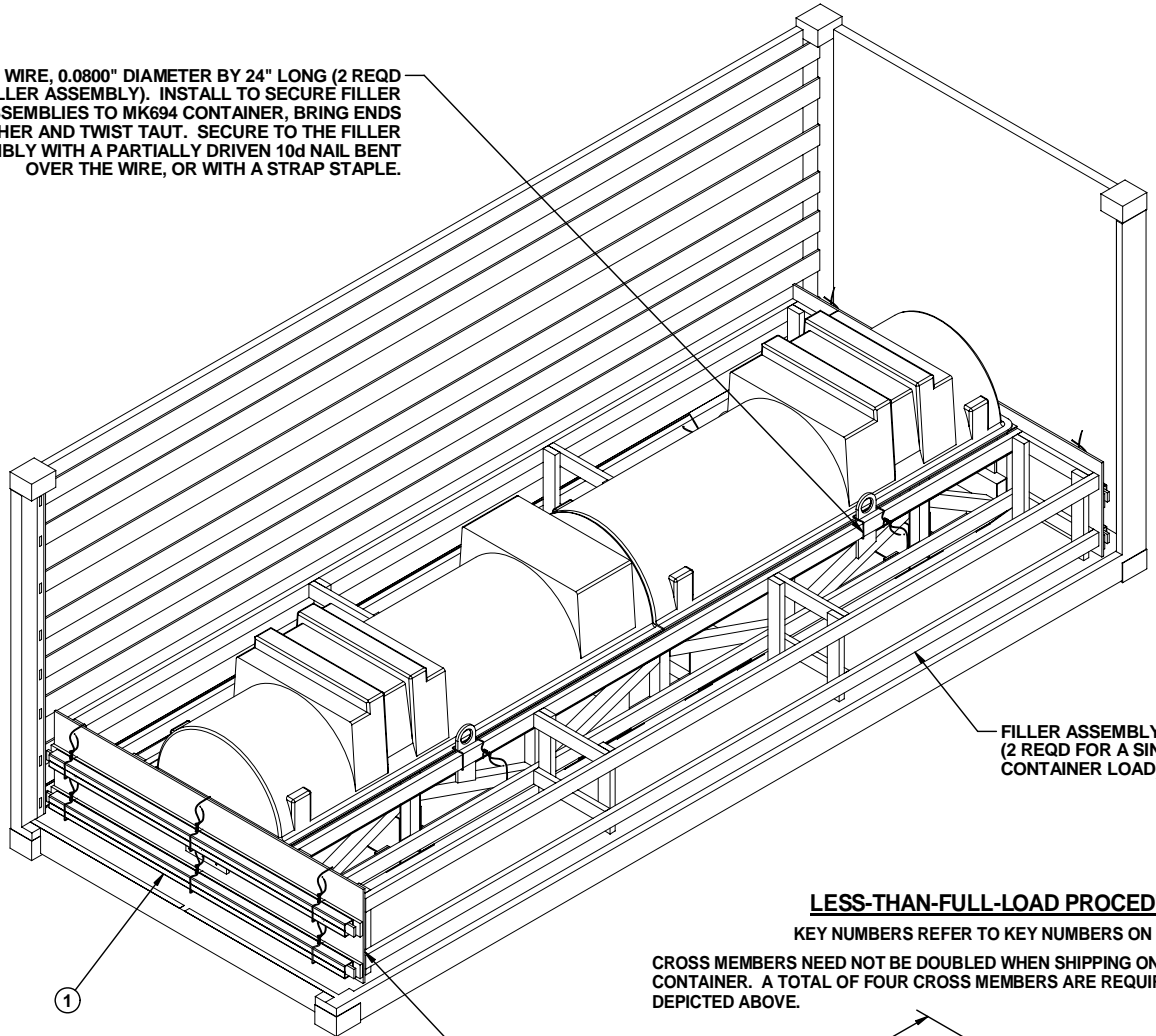 WIRE, 0.0800" DIAMETER BY 24" LONG (2 REQD
LLER ASSEMBLY). INSTALL TO SECURE FILLER
SSEMBLIES TO MK694 CONTAINER, BRING ENDS
HER AND TWIST TAUT. SECURE TO THE FILLER
BLY WITH A PARTIALLY DRIVEN 10d NAIL BENT
OVER THE WIRE, OR WITH A STRAP STAPLE.
FILLER ASSEMBLY
(2 REQD FOR A SIN
CONTAINER LOAD
LESS-THAN-FULL-LOAD PROCED
KEY NUMBERS REFER TO KEY NUMBERS ON
CROSS MEMBERS NEED NOT BE DOUBLED WHEN SHIPPING ON
CONTAINER. A TOTAL OF FOUR CROSS MEMBERS ARE REQUIR
DEPICTED ABOVE.
1